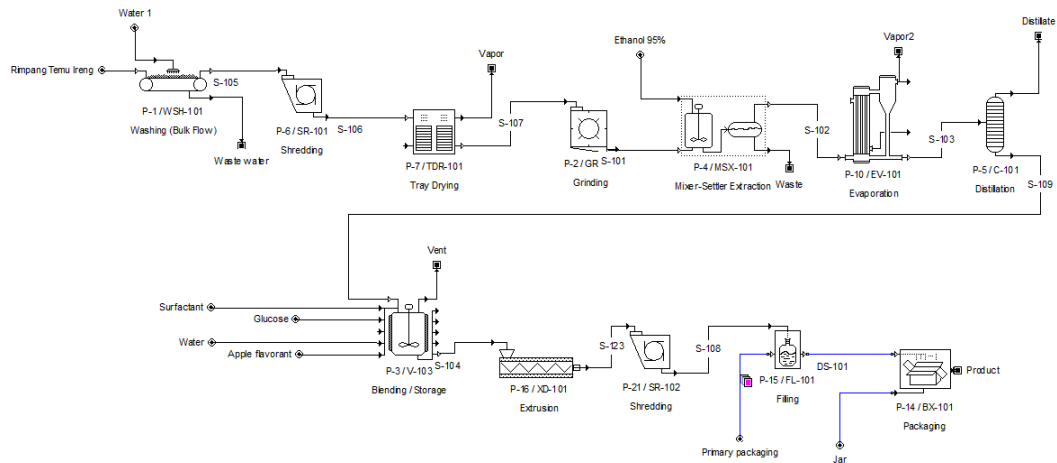 Water 1
Rimpang Temu Ireng
S-105
P-1 / WSH-101
Washing (Bulk Flow)
Waste water
P-6 / SR-101
Shredding
S-106
Vapor
P-7 / TDR-101
Tray Drying
S-107
P-2 / GR
S-101
Grinding
Ethanol 95%
P-4 / MSX-101
Mixer-Settler Extraction
Waste
S-102
Vapor2
P-10 / EV-101
Evaporation
S-103
Distilate
P-5 / C-101
Distillation
S-109
Vent
Surfactant
Glucose
Water
Apple flavorant
P-3 / V-103
S-104
Blending / Storage
P-16 / XD-101
Extrusion
S-123
P-21 / SR-102
Shredding
S-108
P-15 / FL-101
Filling
DS-101
P-14 / BX-101
Packaging
Product
Primary packaging
Jar